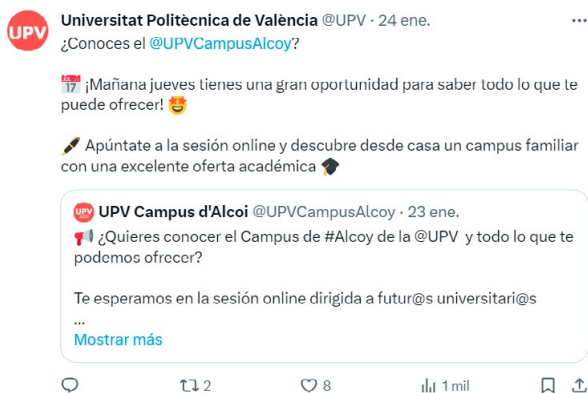 UPV
Universitat Politècnica de València @UPV · 24 ene.
¿Conoces el @UPVCampusAlcoy?
17 ¡Mañana jueves tienes una gran oportunidad para saber todo lo que te
puede ofrecer! 🤩
🖋️ Apúntate a la sesión online y descubre desde casa un campus familiar
con una excelente oferta académica 🎓
UPV
UPV Campus d'Alcoi @UPVCampusAlcoy · 23 ene.
📢 ¿Quieres conocer el Campus de #Alcoy de la @UPV y todo lo que te
podemos ofrecer?
Te esperamos en la sesión online dirigida a futur@s universitari@s
...
Mostrar más
2 8 1 mil